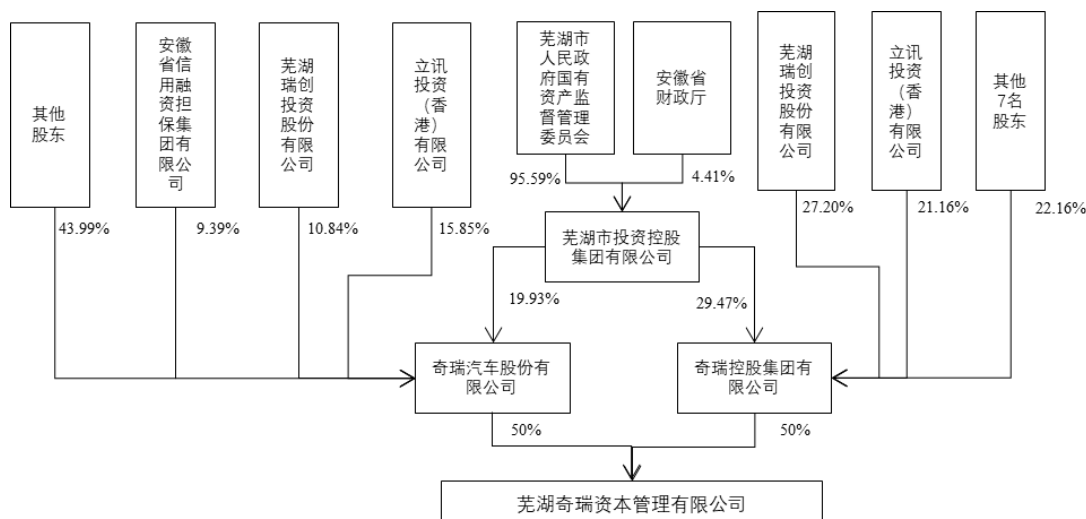 其他
股东
安徽
省信
用融
资担
保集
团有
限公
司
芜湖
瑞创
投资
股份
有限
公司
立讯
投资
（香
港）
有限
公司
芜湖市
人民政
府国有
资产监
督管理
委员会
安徽省
财政厅
芜湖
瑞创
投资
股份
有限
公司
立讯
投资
（香
港）
有限
公司
其他
7名
股东
43.99%
9.39%
10.84%
15.85%
95.59%
4.41%
27.20%
21.16%
22.16%
芜湖市投资控股
集团有限公司
19.93%
29.47%
奇瑞汽车股份有
限公司
奇瑞控股集团有
限公司
50%
50%
芜湖奇瑞资本管理有限公司